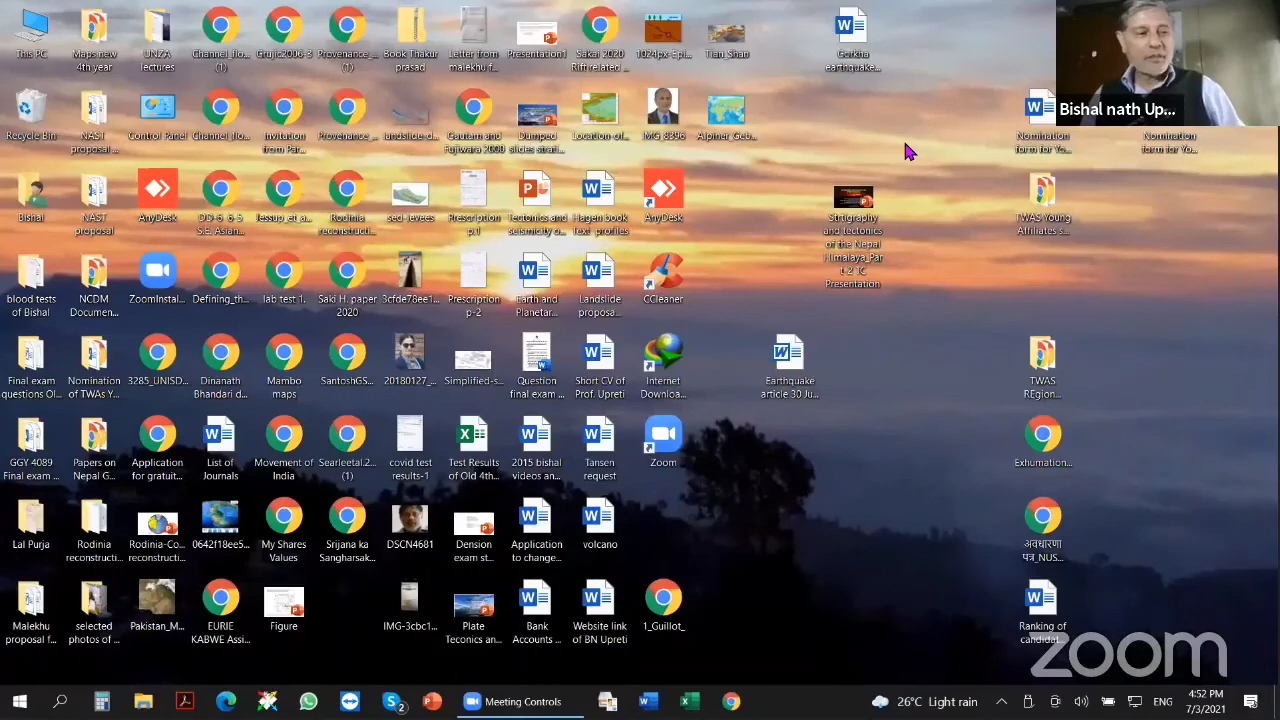 This PC
Make new
4th year
UNZA
lectures
Channel_flo...
(1)
Grujic2006-3
Provenance_...
(1)
Book Thakur
prasad
Letter from
malekhu f...
Presentation1
Sakai 2020
Rift related ...
1024px-Epi...
Tian_Shan
Gorkha
earthquake...
Recycle Bin
NAST
proposal ...
Control Panel
Channel_flo...
Invitation
from Par...
Provenance_...
landslide-d...
Gautam and
Fujiwara 2000
Dumped
slides strati...
Location-of...
IMG_8396
Alpiner_Geb...
Nomination
form for Yo...
Nomination
form for Yo...
Bishal nath Up...
Bishal
NAST
proposal
AnyDesk
DD-6_6-5
S.E. Asian...
Jessup_et_a...
Rodinia
reconstructi...
sed_levees
Prescription
p.1
Tectonics and
seismicity o...
Hagen book
Text_profiles
AnyDesk
Strtigraphy
and tectonics
of the Nepal
Himalaya_Par
t-2 TC
Presentation
TWAS Young
Affiliates s...
blood tests
of Bishal
NCDM
Documen...
ZoomInstal...
Defining_th...
lab test 1.
Saki H. paper
2020
3cfde78ee1...
Prescription
p-2
Earth and
Planetar...
Landslide
proposa...
CCleaner
Final exam
questions Ol...
Nomination
of TWAs Y...
3285_UNISD...
Dinanath
Bhandari d...
Mambo
maps
SantoshGS...
20180127_...
Simplified-s...
Question
final exam ...
Short CV of
Prof. Upreti
Internet
Downloa...
Earthquake
article 30 Ju...
TWAS
REgion...
GGY 4089
Final exam ...
Papers on
Nepal G...
Application
for gratuit...
List of
Journals
Movement of
India
Searieetal.2...
(1)
covid test
results-1
Test Results
of Old 4th...
2015 bishal
videos an...
Tansen
request
Zoom
Exhumation...
Lal Purja
Rodinia
reconstructi...
Rodinia-Co...
reconstructi...
0642f18ee5...
My Shares
Values
Srijana ka
Sangharsak...
DSCN4681
Dension
exam st...
Application
to change...
volcano
अवधारणा
पत्र_NUS...
Malekhu
proposal f...
selected
photos of ...
Pakistan_M...
EURIE
KABWE Assi...
Figure
IMG-3cbc1...
Plate
Teconics an...
Bank
Accounts ...
Website link
of BN Upreti
1_Guillot_
Ranking of
candidat...
zoom
2
Meeting Controls
26°C Light rain
ENG
4:52 PM
7/3/2021